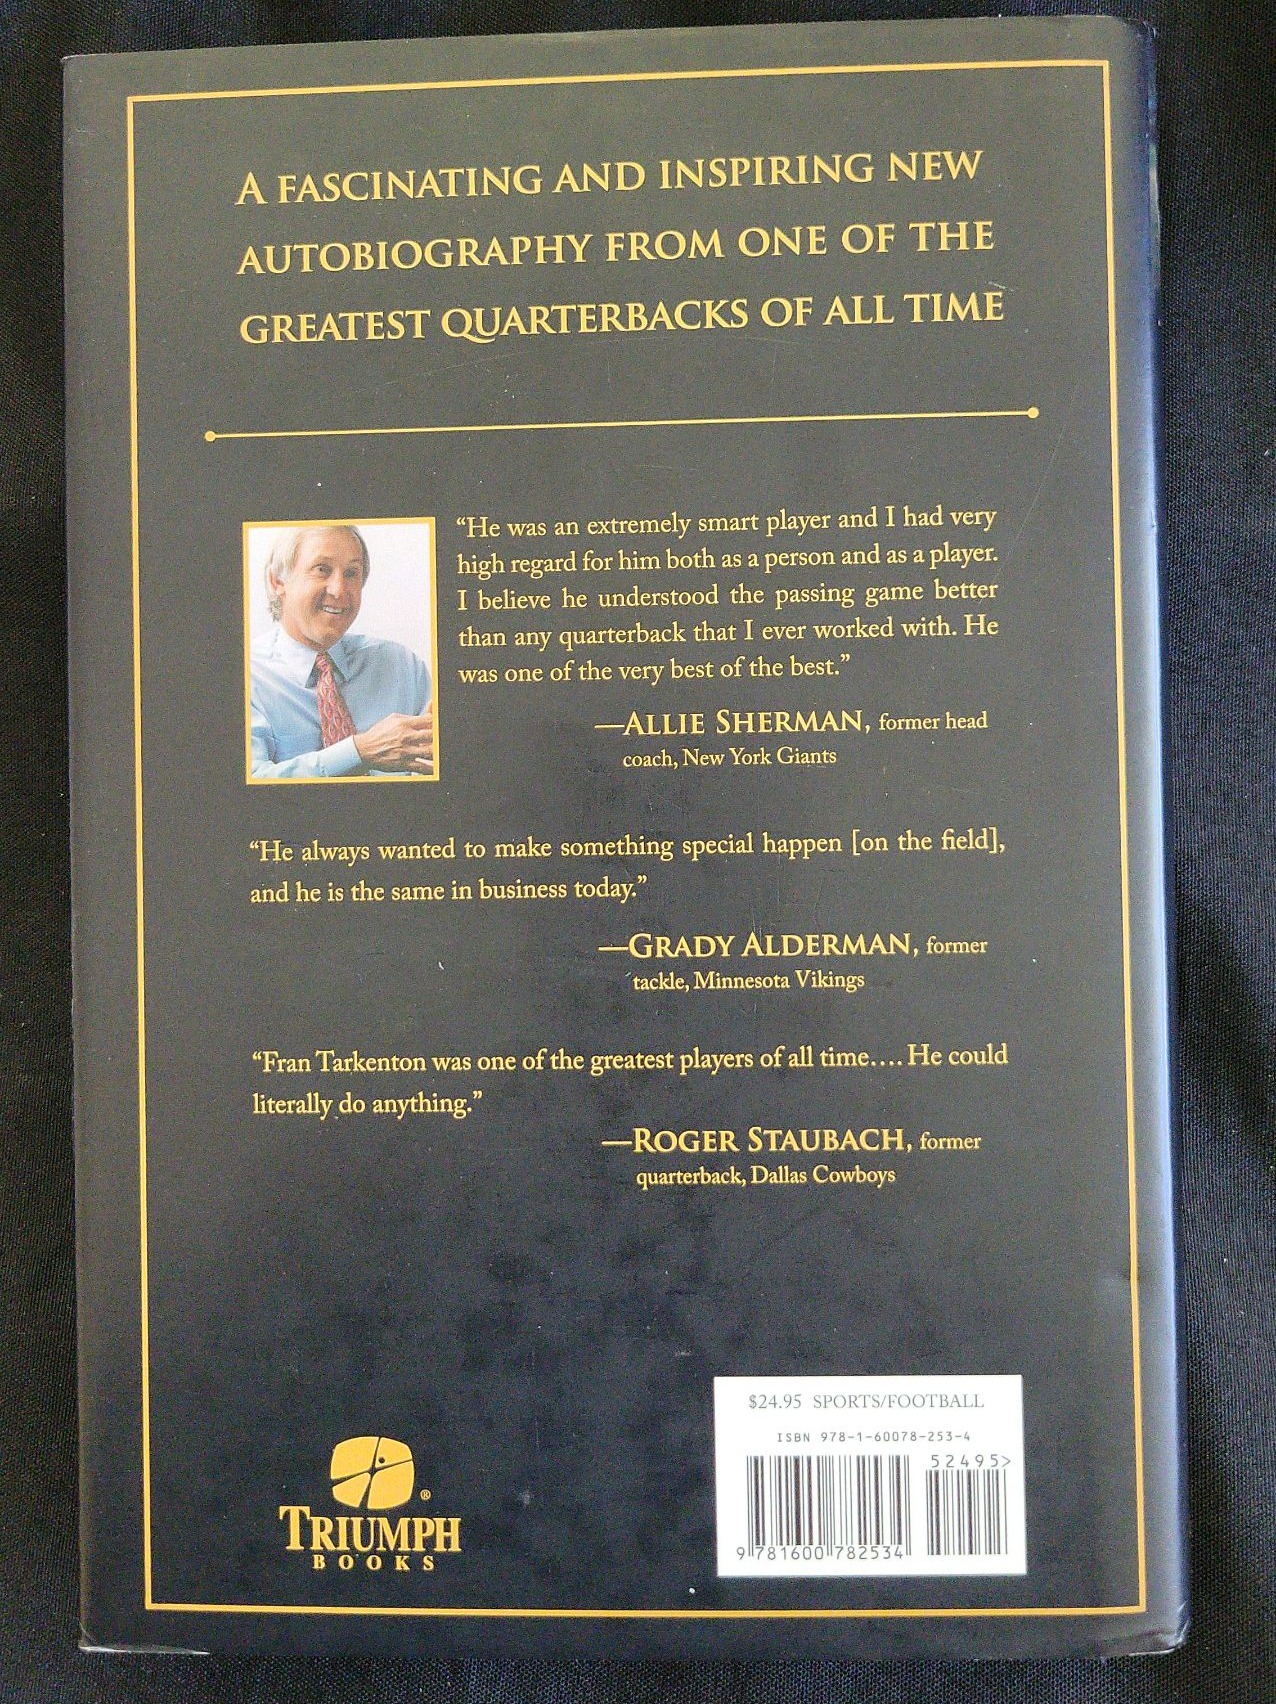 A FASCINATING AND INSPIRING NEW
AUTOBIOGRAPHY FROM ONE OF THE
GREATEST QUARTERBACKS OF ALL TIME
“He was an extremely smart player and I had very
high regard for him both as a person and as a player.
I believe he understood the passing game better
than any quarterback that I ever worked with. He
was one of the very best of the best.”
—ALLIE SHERMAN, former head
coach, New York Giants
“He always wanted to make something special happen [on the field],
and he is the same in business today.”
—GRADY ALDERMAN, former
tackle, Minnesota Vikings
“Fran Tarkenton was one of the greatest players of all time.... He could
literally do anything.”
—ROGER STAUBACH, former
quarterback, Dallas Cowboys
$24.95 SPORTS/FOOTBALL
ISBN 978-1-60078-253-4
52495>
9 781600 782534
®
TRIUMPH
BOOKS